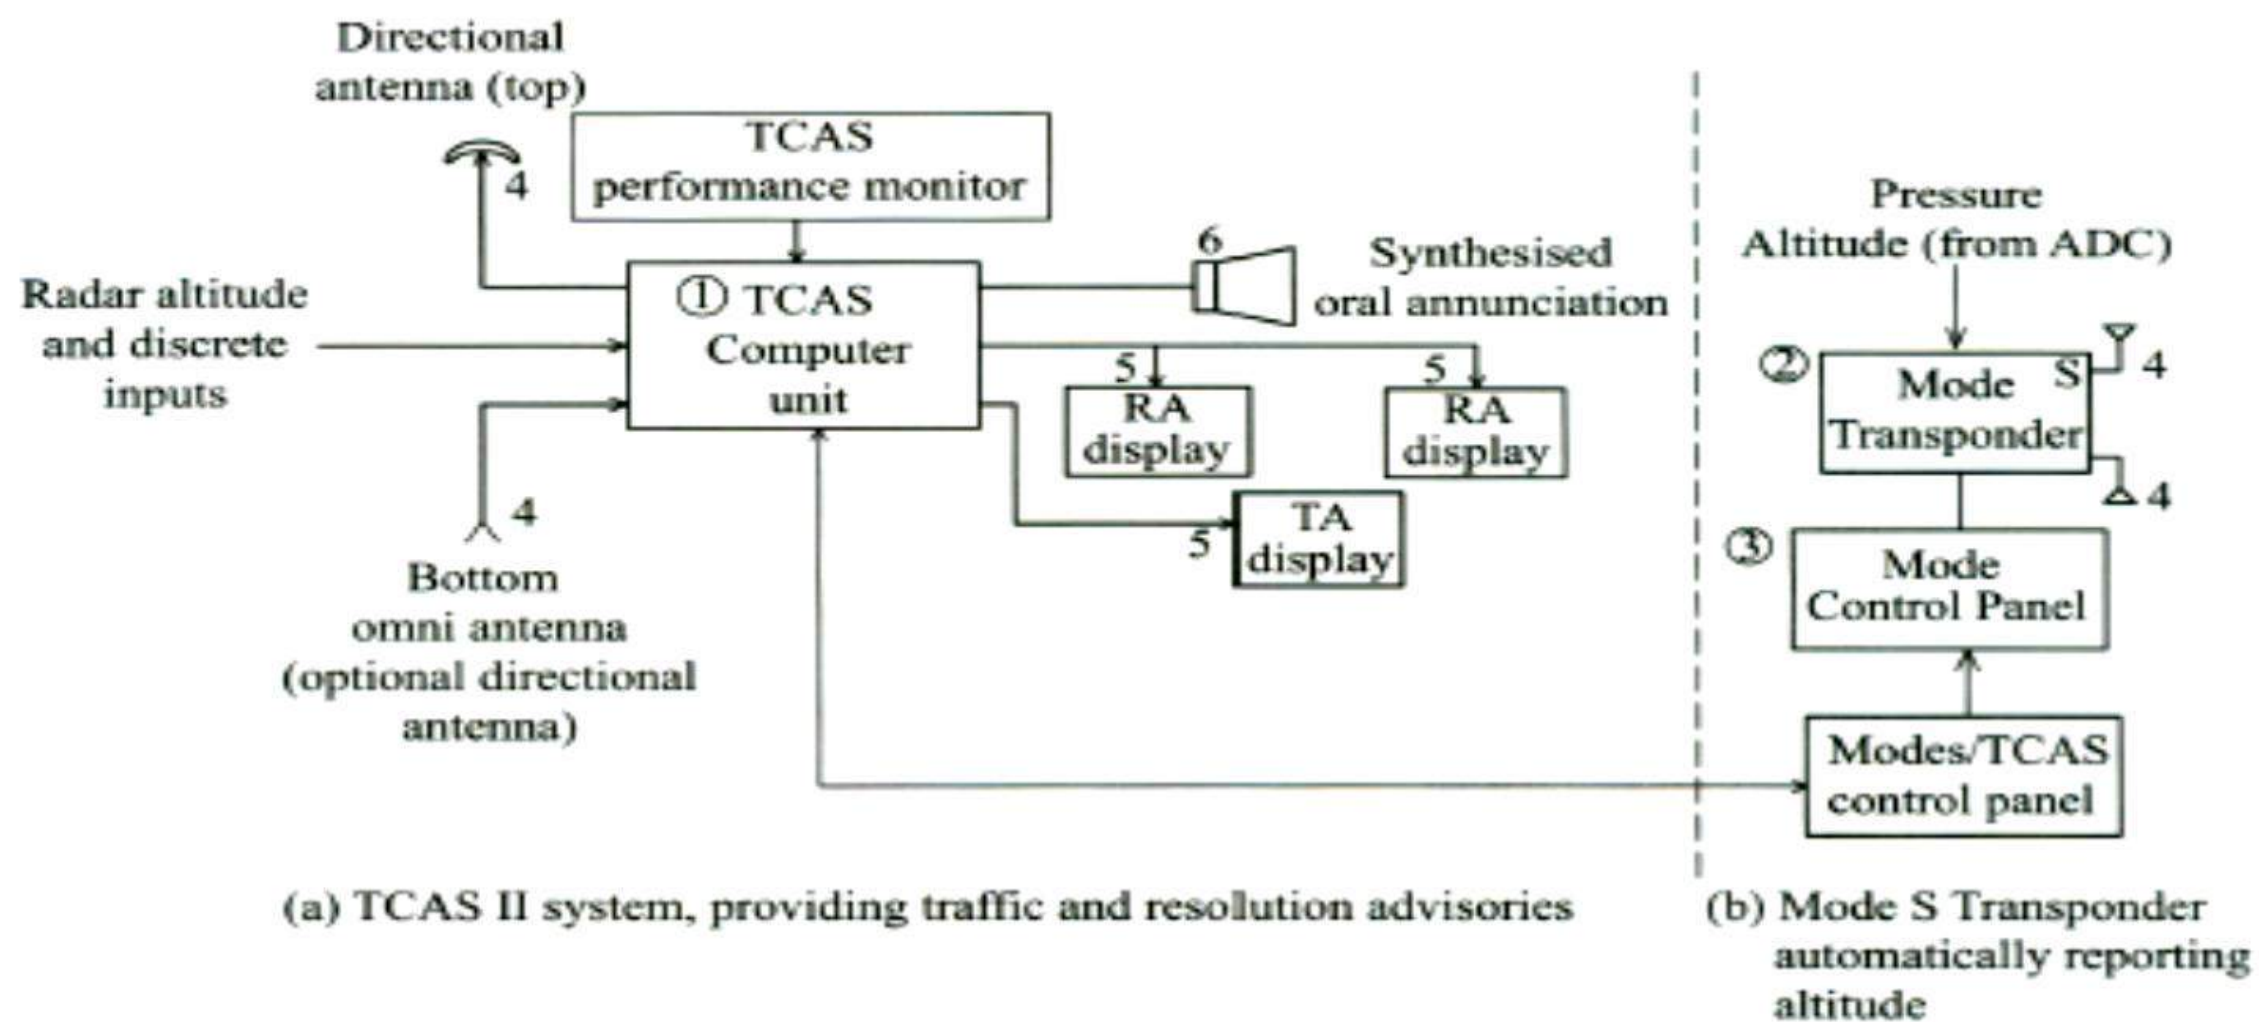 Directional
antenna (top)
4
TCAS
performance monitor
Radar altitude
and discrete
inputs
① TCAS
Computer
unit
6
Synthesised
oral annunciation
5
RA
display
5
RA
display
5
TA
display
4
Bottom
omni antenna
(optional directional
antenna)
Pressure
Altitude (from ADC)
②
Mode S
Transponder
4
4
③
Mode
Control Panel
Modes/TCAS
control panel
(a) TCAS II system, providing traffic and resolution advisories
(b) Mode S Transponder
automatically reporting
altitude